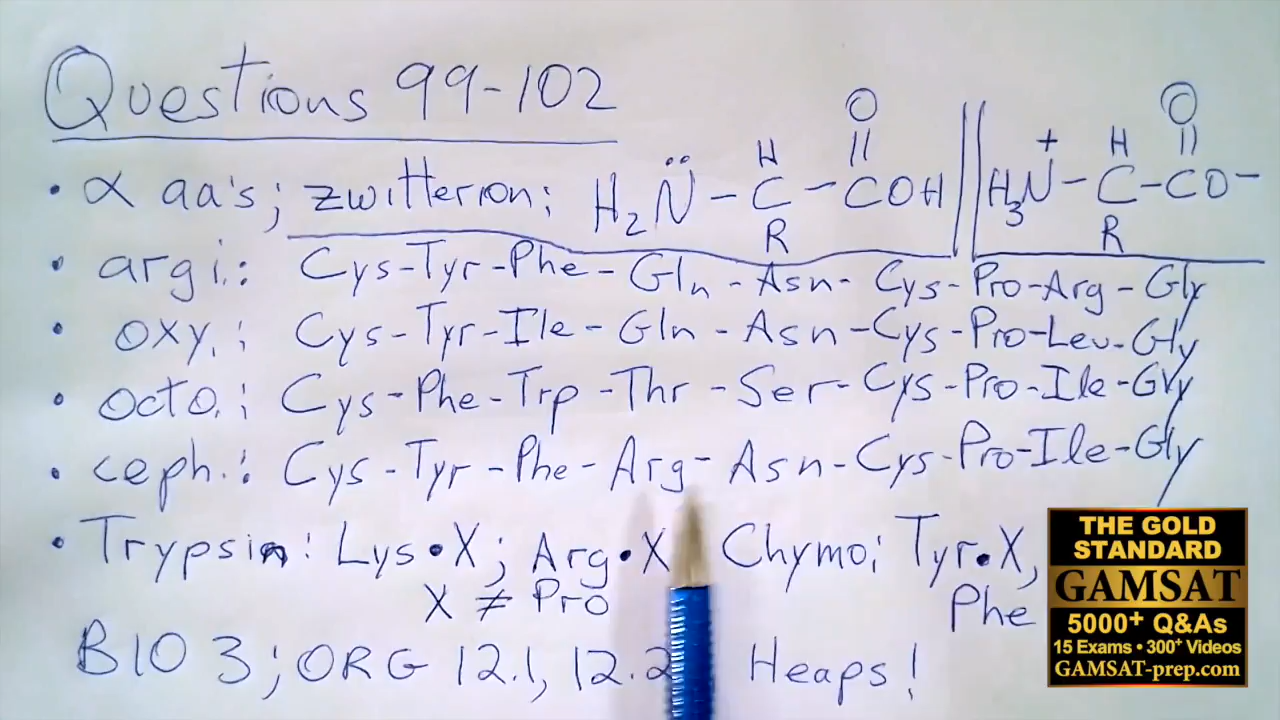 Questions 99-102
• α aa's; zwitterion; H₂N̈-C(H)(R)-C(=O)OH || H₃N⁺-C(H)(R)-C(=O)O⁻
• argi.: Cys-Tyr-Phe-Gln-Asn-Cys-Pro-Arg-Gly
• oxy.: Cys-Tyr-Ile-Gln-Asn-Cys-Pro-Leu-Gly
• octo.: Cys-Phe-Trp-Thr-Ser-Cys-Pro-Ile-Gly
• ceph.: Cys-Tyr-Phe-Arg-Asn-Cys-Pro-Ile-Gly
• Trypsin: Lys•X; Arg•X Chymo: Tyr•X,
X ≠ Pro Phe
BIO 3; ORG 12.1, 12.2 Heaps!
THE GOLD
STANDARD
GAMSAT
5000+ Q&As
15 Exams • 300+ Videos
GAMSAT-prep.com